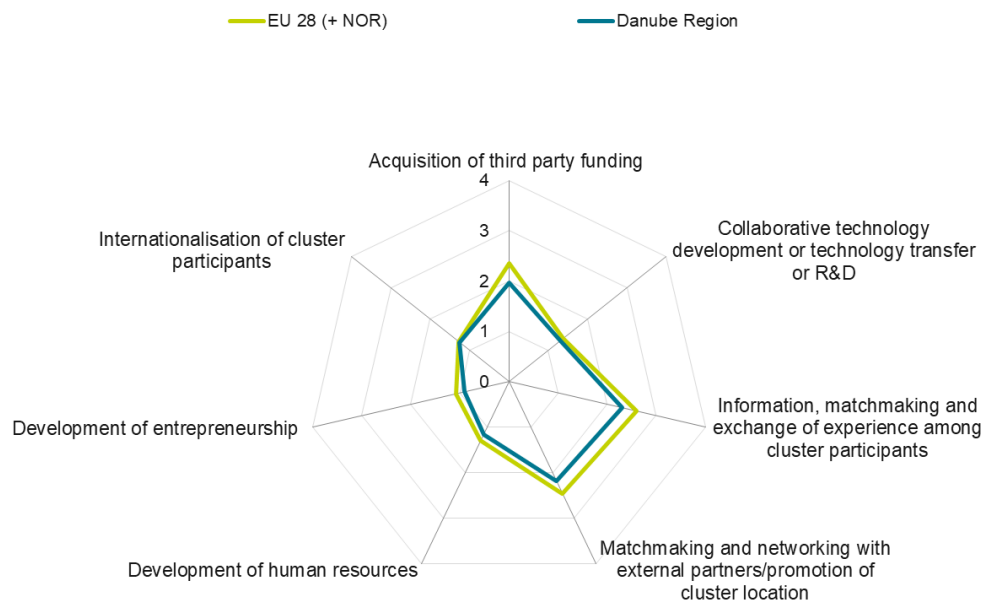 EU 28 (+ NOR)
Danube Region
Acquisition of third party funding
4
3
2
1
0
Collaborative technology
development or technology transfer
or R&D
Information, matchmaking and
exchange of experience among
cluster participants
Matchmaking and networking with
external partners/promotion of
cluster location
Development of human resources
Development of entrepreneurship
Internationalisation of cluster
participants